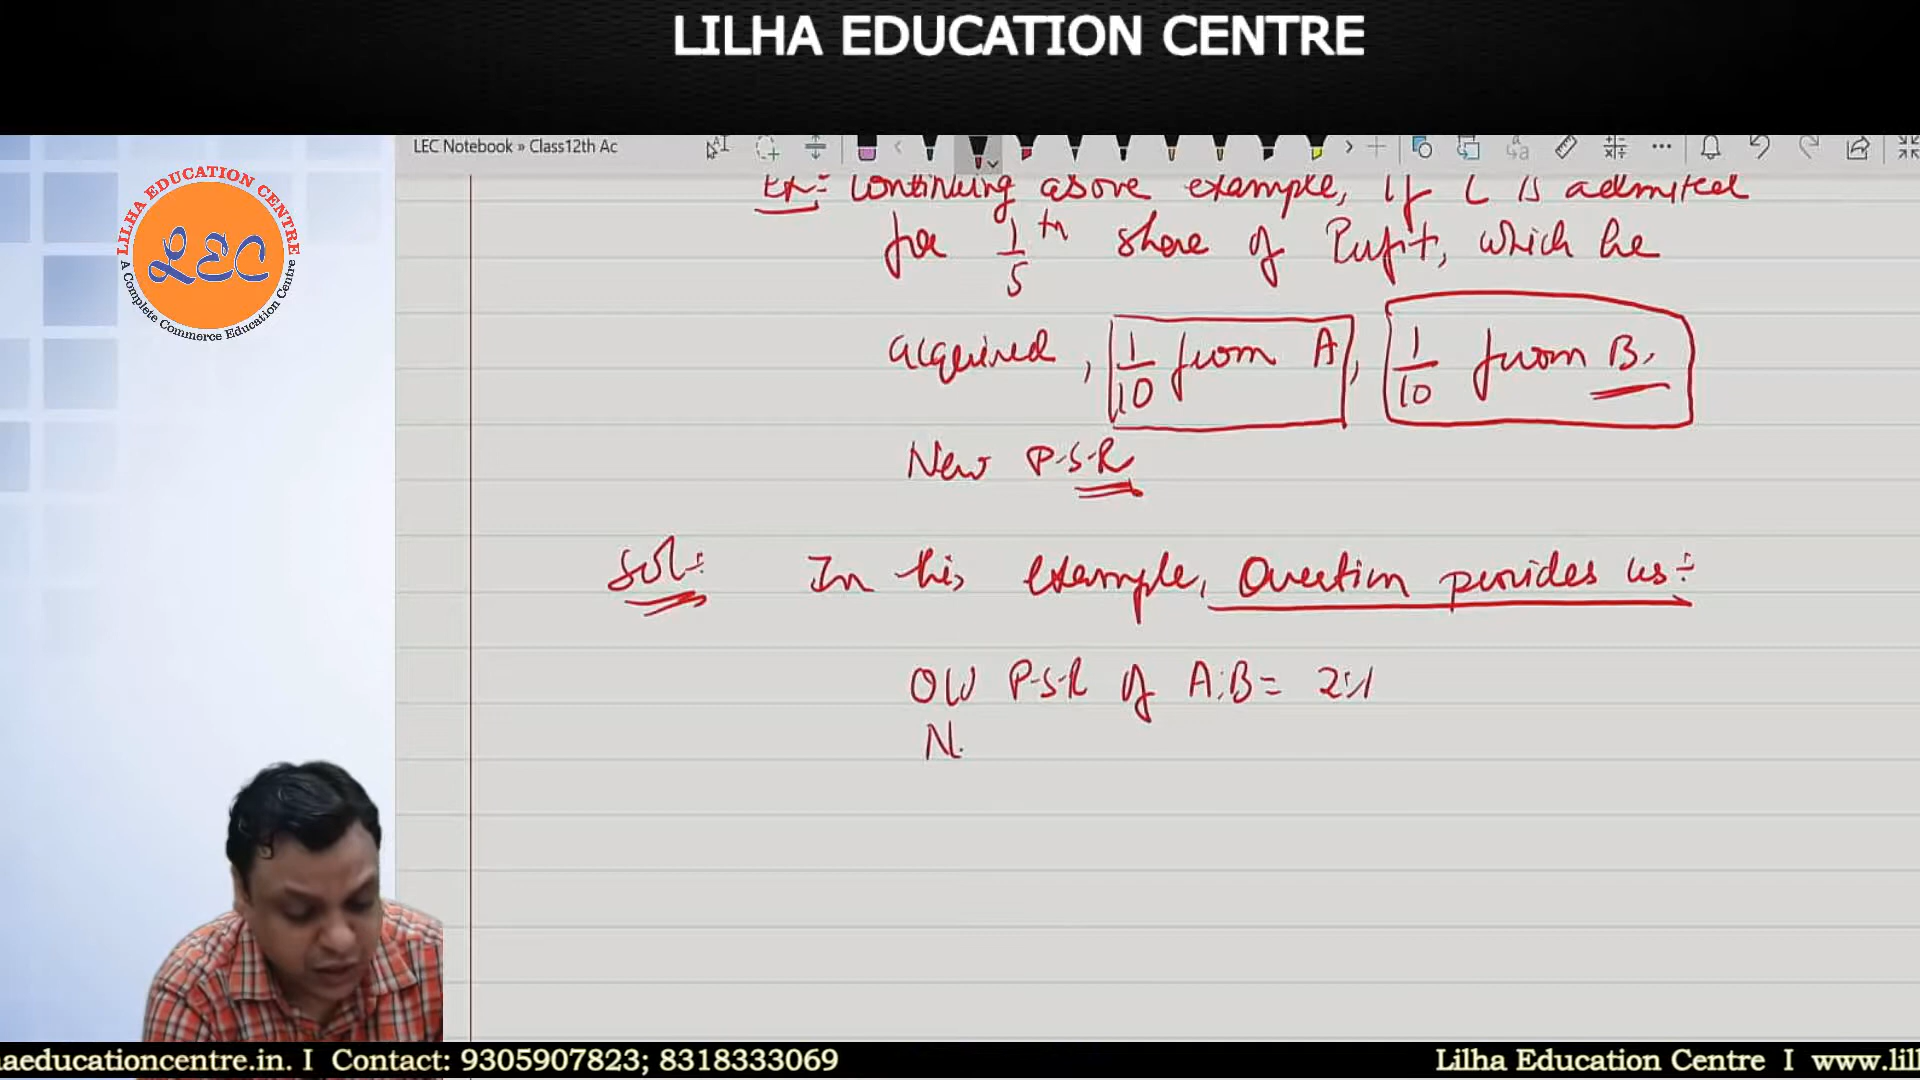 LILHA EDUCATION CENTRE
LEC Notebook » Class12th Ac
LILHA EDUCATION CENTRE
LEC
A Complete Commerce Education Centre
Ex:- Continuing above example, if C is admitted
for 1/5 th share of Profit, which he
acquired, 1/10 from A, 1/10 from B.
New P.S.R
Sol:- In this example, Question provides us:-
Old P.S.R of A:B = 2:1
N
aeducationcentre.in. I Contact: 9305907823; 8318333069
Lilha Education Centre I www.lil